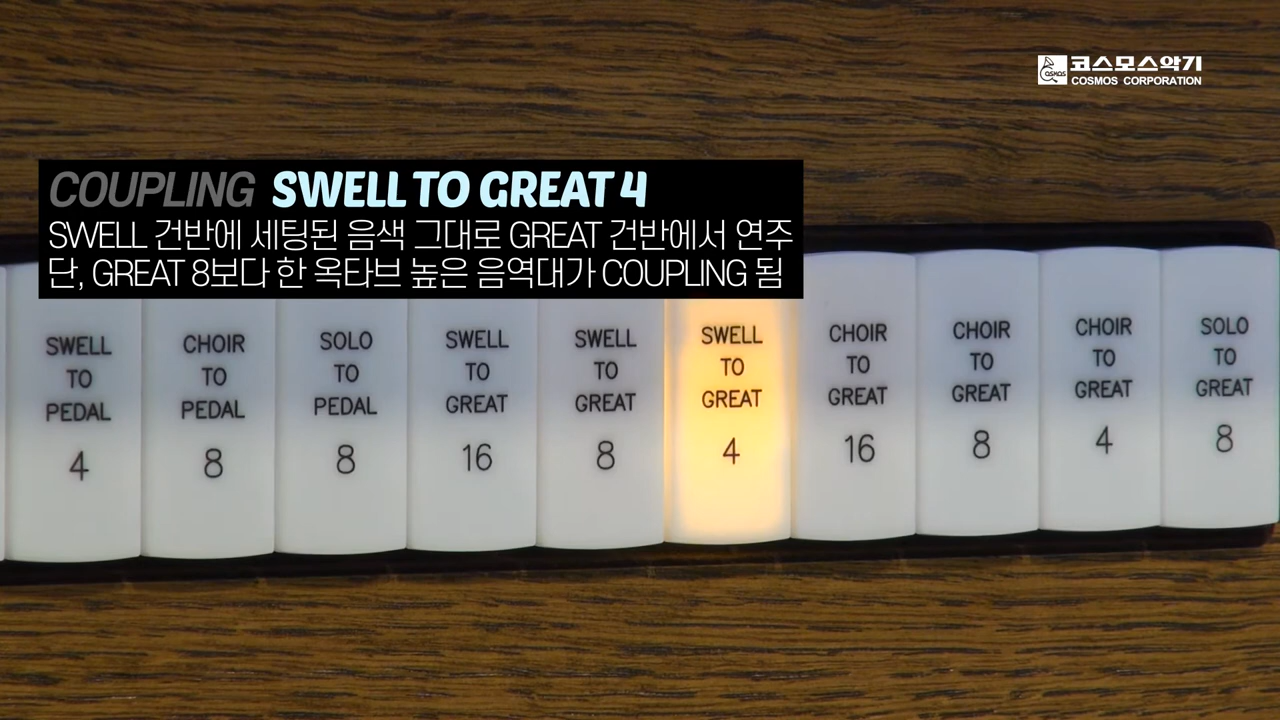 코스모스악기
COSMOS CORPORATION
COUPLING SWELL TO GREAT 4
SWELL 건반에 세팅된 음색 그대로 GREAT 건반에서 연주
단, GREAT 8보다 한 옥타브 높은 음역대가 COUPLING 됨
SWELL
TO
PEDAL
4
CHOIR
TO
PEDAL
8
SOLO
TO
PEDAL
8
SWELL
TO
GREAT
16
SWELL
TO
GREAT
8
SWELL
TO
GREAT
4
CHOIR
TO
GREAT
16
CHOIR
TO
GREAT
8
CHOIR
TO
GREAT
4
SOLO
TO
GREAT
8